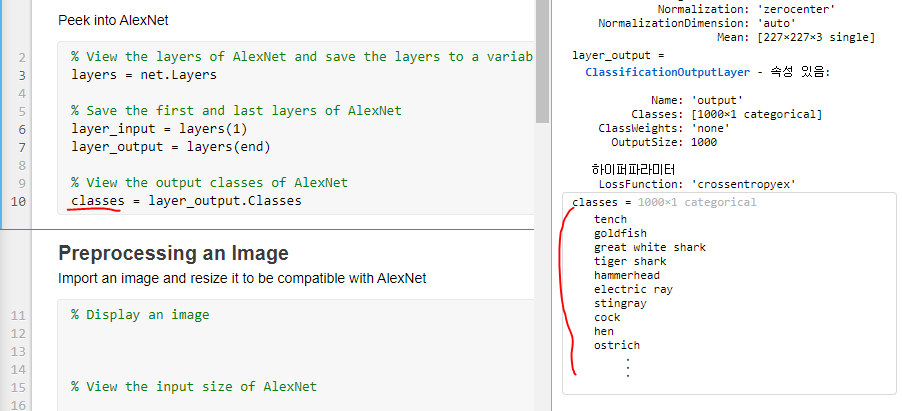 Peek into AlexNet
2 % View the layers of AlexNet and save the layers to a variab
3 layers = net.Layers
4
5 % Save the first and last layers of AlexNet
6 layer_input = layers(1)
7 layer_output = layers(end)
8
9 % View the output classes of AlexNet
10 classes = layer_output.Classes
Preprocessing an Image
Import an image and resize it to be compatible with AlexNet
11 % Display an image
12
13
14
15 % View the input size of AlexNet
16
Normalization: 'zerocenter'
NormalizationDimension: 'auto'
Mean: [227×227×3 single]
layer_output =
ClassificationOutputLayer - 속성 있음:
Name: 'output'
Classes: [1000×1 categorical]
ClassWeights: 'none'
OutputSize: 1000
하이퍼파라미터
LossFunction: 'crossentropyex'
classes = 1000×1 categorical
tench
goldfish
great white shark
tiger shark
hammerhead
electric ray
stingray
cock
hen
ostrich
⋮